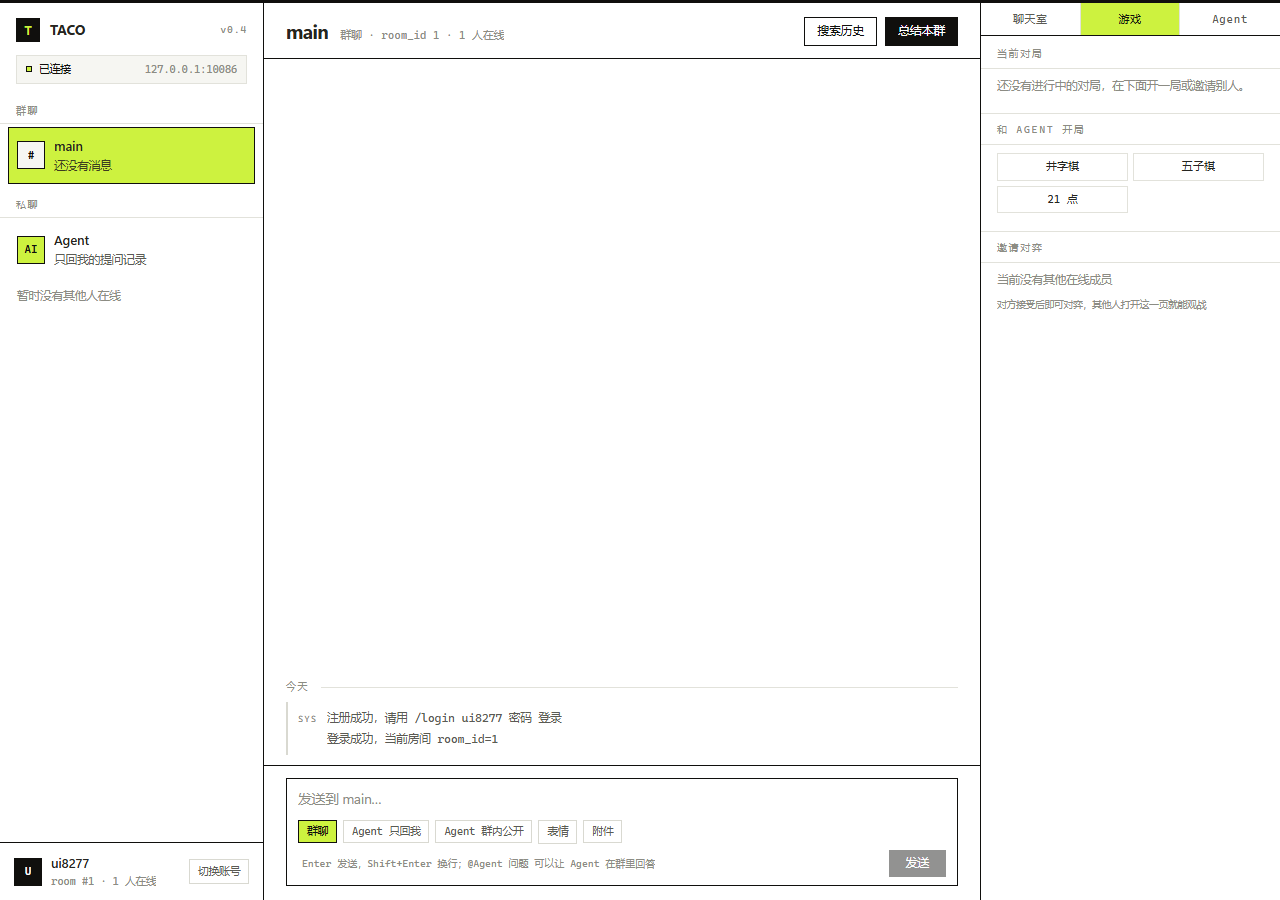 T TACO v0.4
已连接 127.0.0.1:10086
群聊
# main
还没有消息
私聊
AI Agent
只回我的提问记录
暂时没有其他人在线
U ui8277
room #1 · 1 人在线
切换账号
main 群聊 · room_id 1 · 1 人在线
搜索历史 总结本群
今天
SYS 注册成功，请用 /login ui8277 密码 登录
登录成功，当前房间 room_id=1
发送到 main…
群聊 Agent 只回我 Agent 群内公开 表情 附件
Enter 发送，Shift+Enter 换行；@Agent 问题 可以让 Agent 在群里回答
发送
聊天室 游戏 Agent
当前对局
还没有进行中的对局，在下面开一局或邀请别人。
和 AGENT 开局
井字棋 五子棋
21 点
邀请对弈
当前没有其他在线成员
对方接受后即可对弈，其他人打开这一页就能观战